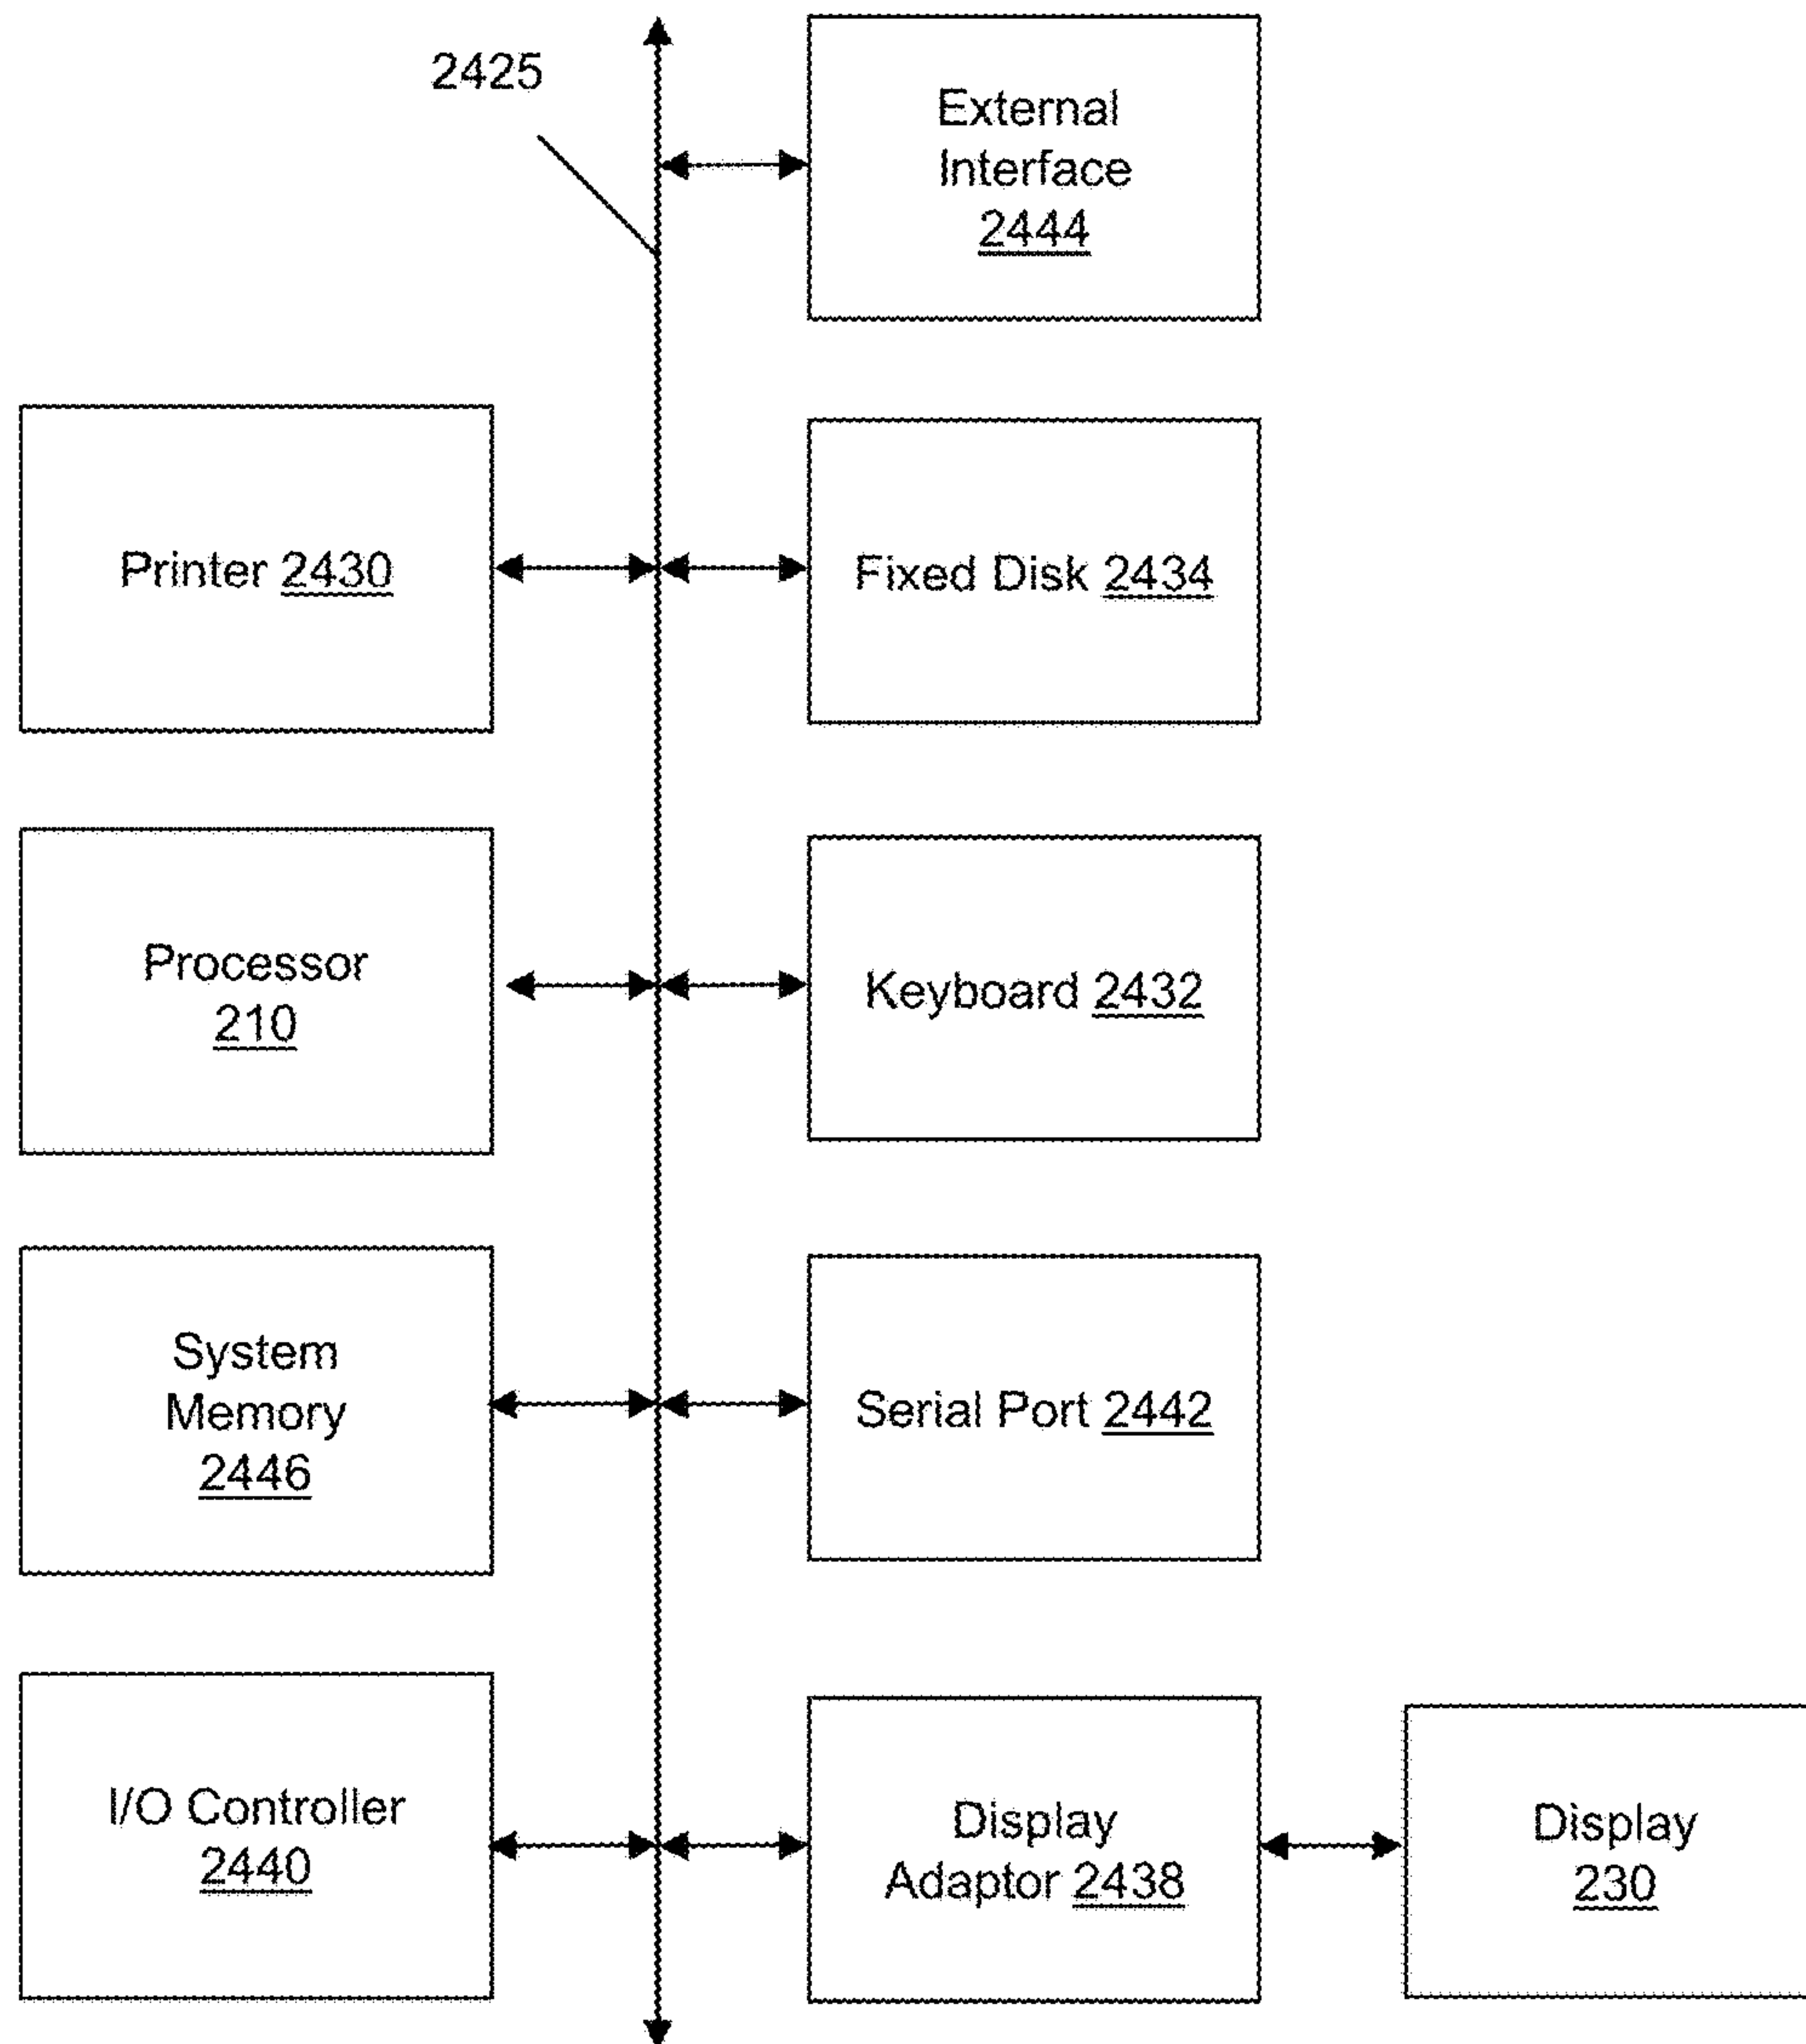 2425
External
Interface
2444
Printer 2430
Fixed Disk 2434
Processor
210
Keyboard 2432
System
Memory
2446
Serial Port 2442
I/O Controller
2440
Display
Adaptor 2438
Display
230